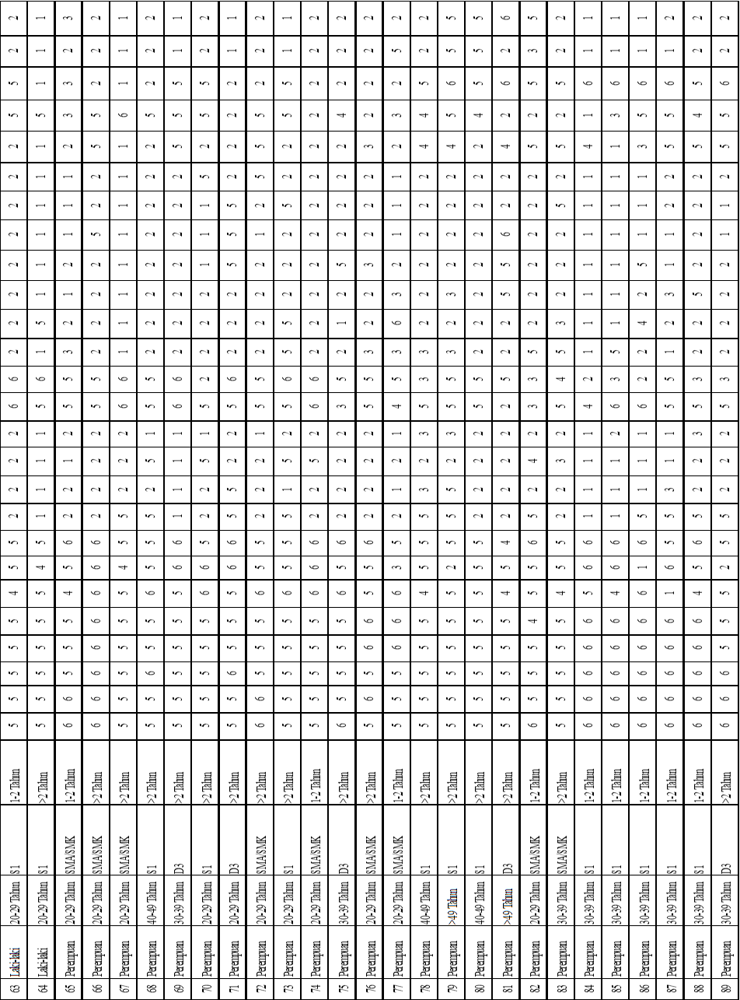 63 Laki-laki 20-29 Tahun S1 1-2 Tahun 5 5 5 5 5 4 5 5 2 2 2 2 6 6 2 2 2 2 2 2 2 2 5 5 2 2
64 Laki-laki 20-29 Tahun S1 >2 Tahun 5 5 5 5 5 5 4 5 1 1 1 1 5 6 1 5 1 1 1 1 1 1 5 1 1 1
65 Perempuan 20-29 Tahun SMA/SMK 1-2 Tahun 6 6 5 5 5 4 5 6 2 2 1 2 5 5 3 2 1 2 1 1 1 2 3 3 2 3
66 Perempuan 20-29 Tahun SMA/SMK >2 Tahun 6 6 6 6 6 6 6 6 2 2 2 2 5 5 2 2 2 2 5 2 2 5 5 2 2 2
67 Perempuan 20-29 Tahun SMA/SMK >2 Tahun 5 5 5 5 5 5 4 5 5 2 2 2 6 6 1 1 1 1 1 1 1 1 6 1 1 1
68 Perempuan 40-49 Tahun S1 >2 Tahun 5 5 6 5 5 6 5 5 5 2 5 1 5 5 2 2 2 2 2 2 2 2 5 2 2 2
69 Perempuan 30-39 Tahun D3 >2 Tahun 5 5 5 5 5 5 6 6 1 1 1 1 6 6 2 2 2 2 2 2 2 5 5 5 1 1
70 Perempuan 20-29 Tahun S1 >2 Tahun 5 5 5 5 5 6 6 5 2 2 5 1 5 2 2 2 2 1 1 1 5 2 5 5 2 2
71 Perempuan 20-29 Tahun D3 >2 Tahun 5 5 6 5 5 5 6 6 5 5 2 2 5 6 2 2 2 5 5 5 2 2 2 2 1 1
72 Perempuan 20-29 Tahun SMA/SMK >2 Tahun 6 6 5 5 5 5 5 5 2 2 2 1 5 5 2 2 2 2 1 2 5 5 5 2 2 2
73 Perempuan 20-29 Tahun S1 >2 Tahun 5 5 5 5 5 6 5 5 5 1 5 2 5 6 5 5 2 2 2 5 2 2 5 5 1 1
74 Perempuan 20-29 Tahun SMA/SMK 1-2 Tahun 5 5 5 5 5 6 6 6 2 2 5 2 6 6 2 2 2 2 2 2 2 2 2 2 2 2
75 Perempuan 30-39 Tahun D3 >2 Tahun 6 5 5 5 6 6 5 6 2 2 2 2 3 5 2 1 2 5 2 2 2 2 4 2 2 2
76 Perempuan 20-29 Tahun SMA/SMK >2 Tahun 5 6 5 6 6 5 5 6 2 2 2 2 5 5 3 2 2 3 2 2 2 3 2 2 2 2
77 Perempuan 20-29 Tahun SMA/SMK 1-2 Tahun 5 5 5 6 6 6 3 5 2 1 2 1 4 5 3 6 3 2 1 1 1 2 3 2 5 2
78 Perempuan 40-49 Tahun S1 >2 Tahun 5 5 5 5 5 4 5 5 5 3 2 3 5 3 3 2 2 2 2 2 2 4 4 5 2 2
79 Perempuan >49 Tahun S1 >2 Tahun 5 5 5 5 5 5 2 5 5 5 2 3 5 5 3 2 3 2 2 2 2 4 5 6 5 5
80 Perempuan 40-49 Tahun S1 >2 Tahun 5 5 5 5 5 5 5 5 2 2 2 2 5 5 2 2 2 2 2 2 2 2 4 5 5 5
81 Perempuan >49 Tahun D3 >2 Tahun 5 5 5 5 5 4 5 4 2 2 2 2 2 5 2 2 5 5 6 2 2 4 2 6 2 6
82 Perempuan 20-29 Tahun SMA/SMK 1-2 Tahun 6 5 5 5 4 5 5 6 5 2 4 2 3 3 5 2 2 2 2 2 2 5 2 5 3 5
83 Perempuan 30-39 Tahun SMA/SMK >2 Tahun 5 5 5 5 5 4 5 5 2 2 3 2 5 4 5 3 2 2 2 5 2 5 2 5 2 2
84 Perempuan 30-39 Tahun S1 1-2 Tahun 6 6 6 6 6 5 6 6 1 1 1 1 4 2 1 1 1 1 1 1 1 4 1 6 1 1
85 Perempuan 30-39 Tahun S1 1-2 Tahun 6 6 6 6 6 4 6 6 1 1 1 2 6 3 5 1 1 1 1 1 1 1 3 6 1 1
86 Perempuan 30-39 Tahun S1 1-2 Tahun 6 6 6 6 6 6 1 6 5 1 1 1 6 2 2 4 2 5 1 1 1 3 5 6 1 1
87 Perempuan 30-39 Tahun S1 1-2 Tahun 6 6 6 6 6 1 6 5 5 3 1 1 5 5 1 2 3 1 1 2 2 5 5 6 1 2
88 Perempuan 30-39 Tahun S1 1-2 Tahun 6 6 6 6 6 4 5 6 5 2 2 3 5 3 2 2 5 2 2 2 2 5 4 5 2 2
89 Perempuan 30-39 Tahun D3 >2 Tahun 6 6 6 5 5 5 2 5 5 2 2 2 5 3 2 2 2 2 1 1 2 5 5 6 2 2